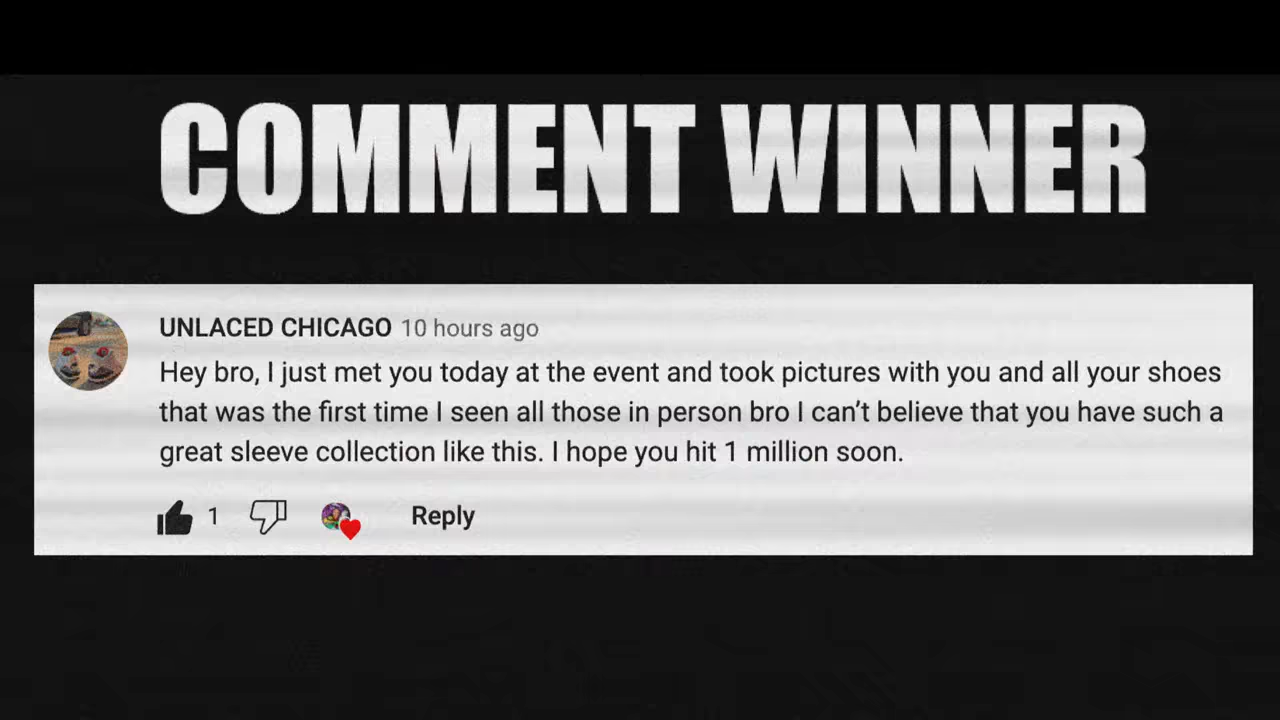 COMMENT WINNER
UNLACED CHICAGO 10 hours ago
Hey bro, I just met you today at the event and took pictures with you and all your shoes
that was the first time I seen all those in person bro I can’t believe that you have such a
great sleeve collection like this. I hope you hit 1 million soon.
1 Reply